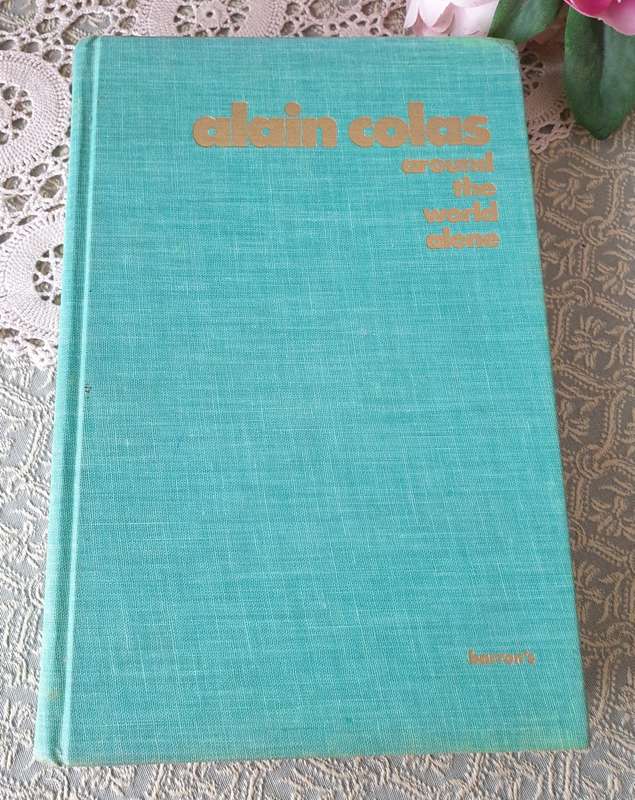 alain colas
around
the
world
alone
barron's